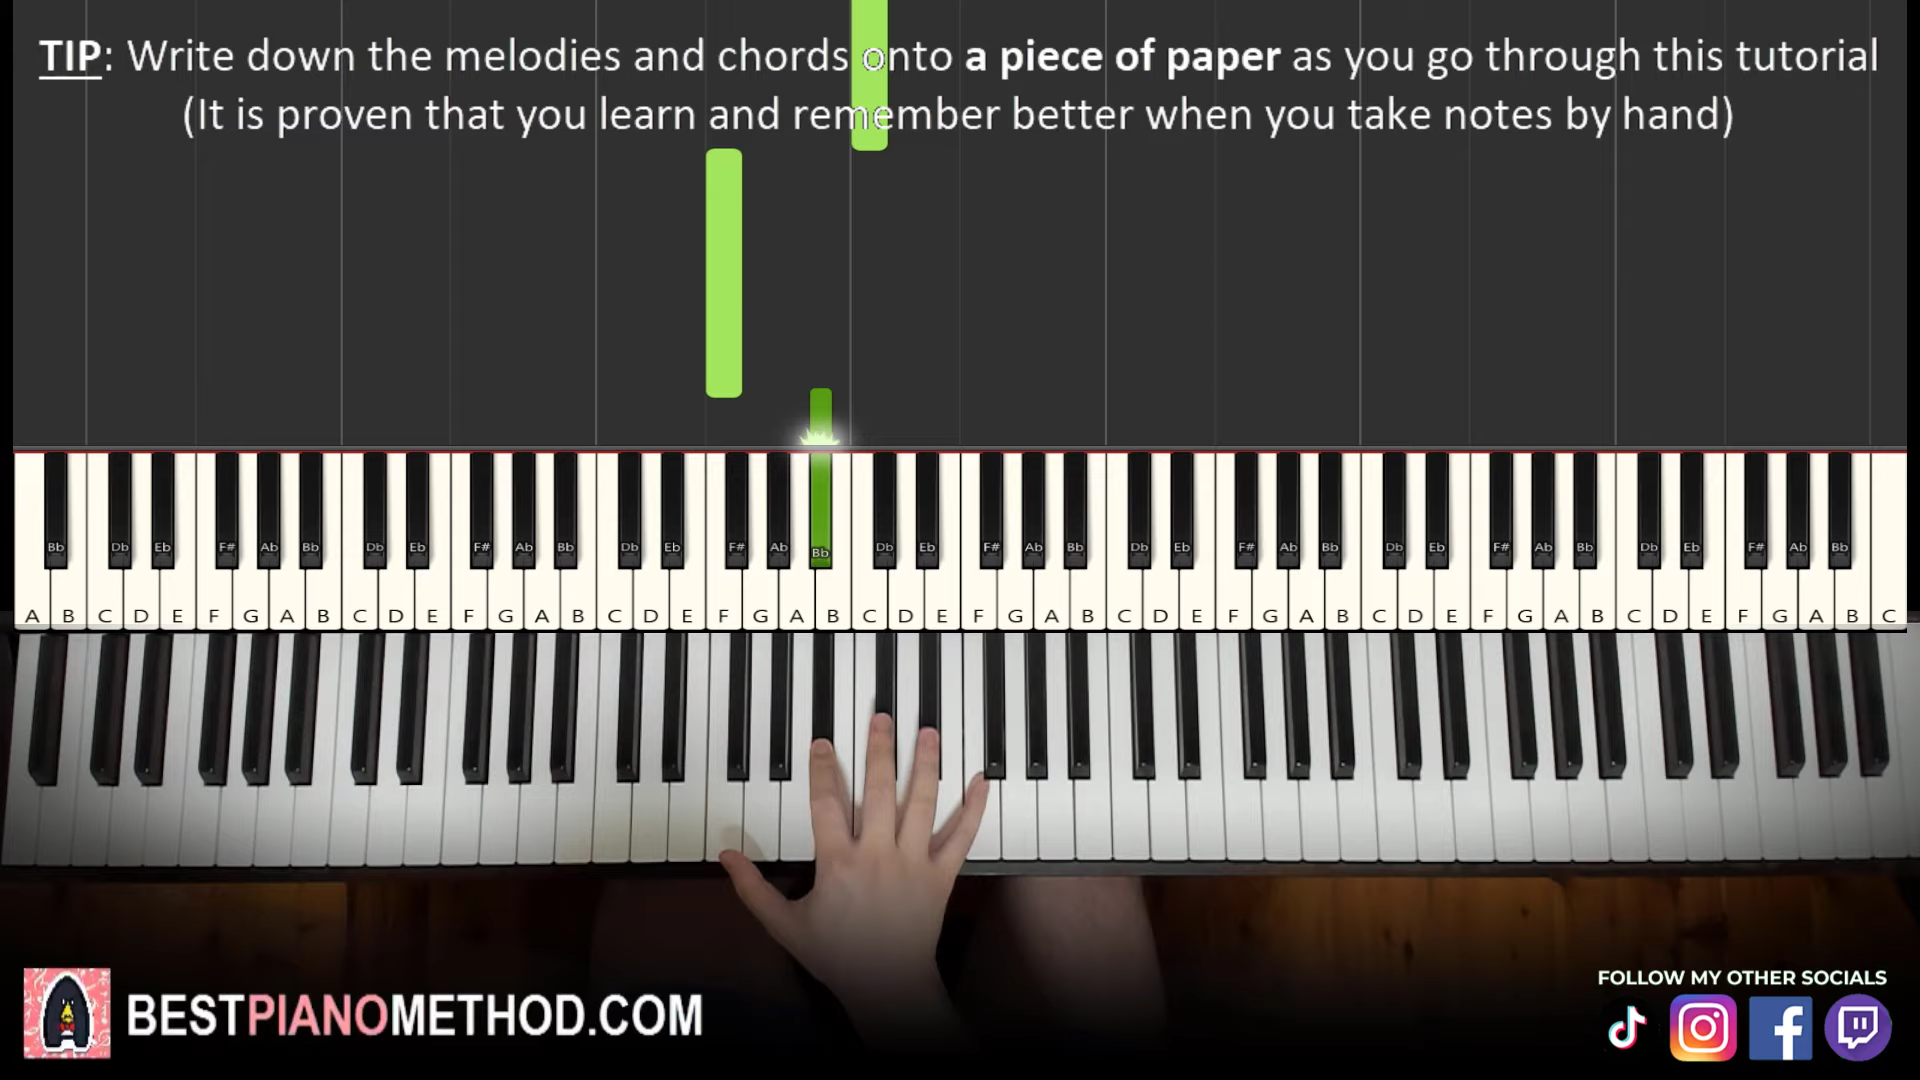 TIP: Write down the melodies and chords onto a piece of paper as you go through this tutorial
(It is proven that you learn and remember better when you take notes by hand)
Bb Db Eb F# Ab Bb Db Eb F# Ab Bb Db Eb F# Ab Bb Db Eb F# Ab Bb Db Eb F# Ab Bb Db Eb F# Ab Bb Db Eb F# Ab Bb
A B C D E F G A B C D E F G A B C D E F G A B C D E F G A B C D E F G A B C D E F G A B C D E F G A B C
FOLLOW MY OTHER SOCIALS
BESTPIANOMETHOD.COM